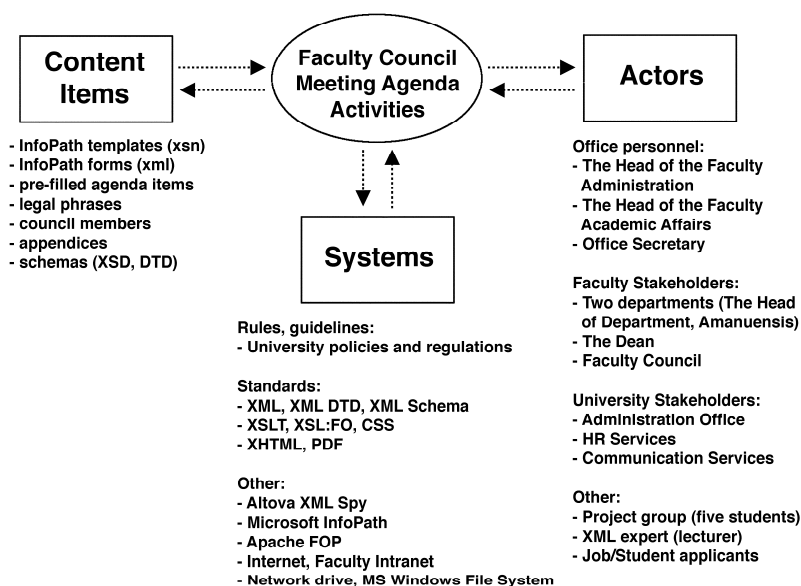 Content
Items
- InfoPath templates (xsn)
- InfoPath forms (xml)
- pre-filled agenda items
- legal phrases
- council members
- appendices
- schemas (XSD, DTD)
Faculty Council
Meeting Agenda
Activities
Systems
Rules, guidelines:
- University policies and regulations
Standards:
- XML, XML DTD, XML Schema
- XSLT, XSL:FO, CSS
- XHTML, PDF
Other:
- Altova XML Spy
- Microsoft InfoPath
- Apache FOP
- Internet, Faculty Intranet
- Network drive, MS Windows File System
Actors
Office personnel:
- The Head of the Faculty
Administration
- The Head of the Faculty
Academic Affairs
- Office Secretary
Faculty Stakeholders:
- Two departments (The Head
of Department, Amanuensis)
- The Dean
- Faculty Council
University Stakeholders:
- Administration Office
- HR Services
- Communication Services
Other:
- Project group (five students)
- XML expert (lecturer)
- Job/Student applicants